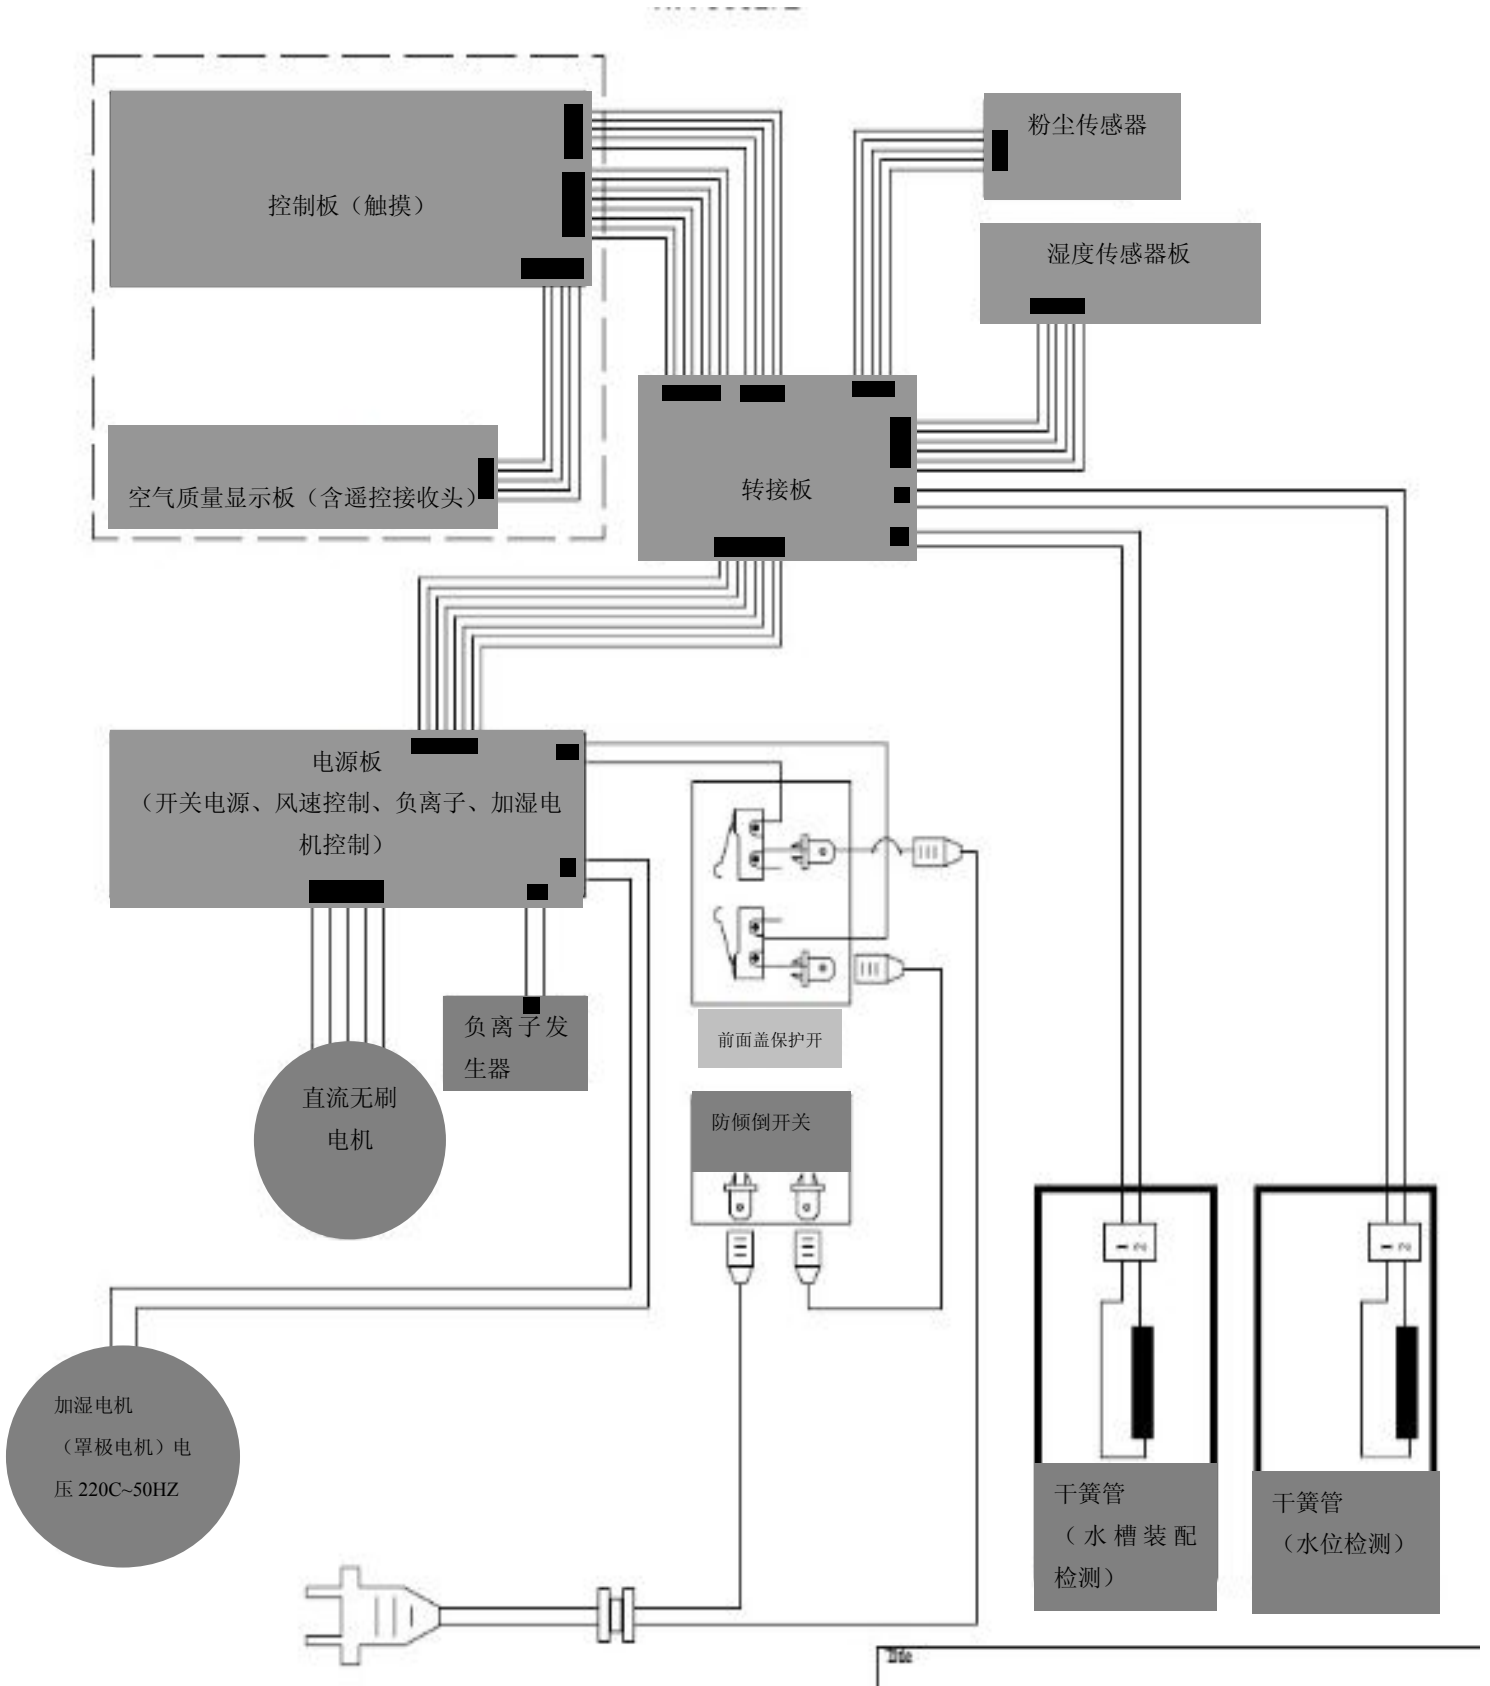 粉尘传感器
控制板（触摸）
湿度传感器板
空气质量显示板（含遥控接收头）
转接板
电源板
（开关电源、风速控制、负离子、加湿电
机控制）
负离子发
生器
前面盖保护开
直流无刷
电机
防倾倒开关
1 2
1 2
加湿电机
（罩极电机）电
压 220C~50HZ
干簧管
（水槽装配
检测）
干簧管
（水位检测）
Title